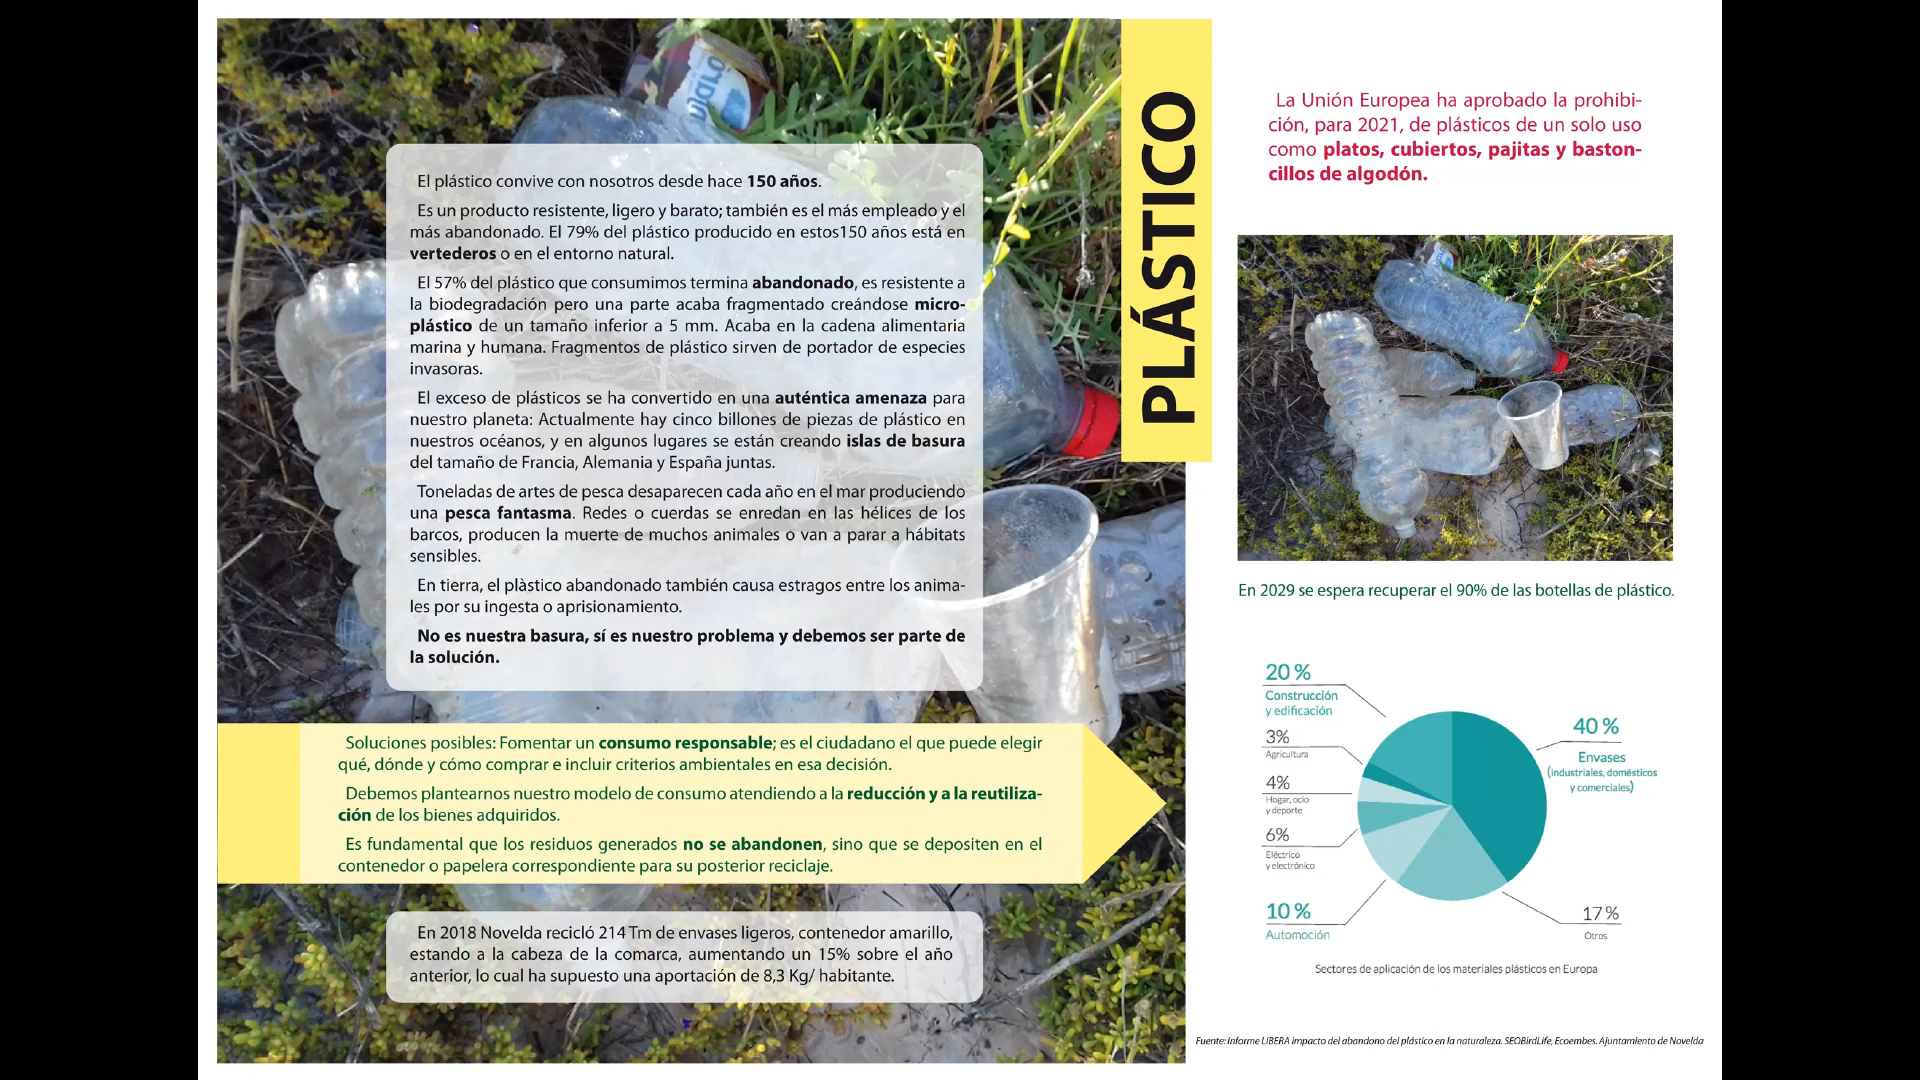 El plástico convive con nosotros desde hace 150 años.
Es un producto resistente, ligero y barato; también es el más empleado y el
más abandonado. El 79% del plástico producido en estos150 años está en
vertederos o en el entorno natural.
El 57% del plástico que consumimos termina abandonado, es resistente a
la biodegradación pero una parte acaba fragmentado creándose micro-
plástico de un tamaño inferior a 5 mm. Acaba en la cadena alimentaria
marina y humana. Fragmentos de plástico sirven de portador de especies
invasoras.
El exceso de plásticos se ha convertido en una auténtica amenaza para
nuestro planeta: Actualmente hay cinco billones de piezas de plástico en
nuestros océanos, y en algunos lugares se están creando islas de basura
del tamaño de Francia, Alemania y España juntas.
Toneladas de artes de pesca desaparecen cada año en el mar produciendo
una pesca fantasma. Redes o cuerdas se enredan en las hélices de los
barcos, producen la muerte de muchos animales o van a parar a hábitats
sensibles.
En tierra, el plàstico abandonado también causa estragos entre los anima-
les por su ingesta o aprisionamiento.
No es nuestra basura, sí es nuestro problema y debemos ser parte de
la solución.
Soluciones posibles: Fomentar un consumo responsable; es el ciudadano el que puede elegir
qué, dónde y cómo comprar e incluir criterios ambientales en esa decisión.
Debemos plantearnos nuestro modelo de consumo atendiendo a la reducción y a la reutiliza-
ción de los bienes adquiridos.
Es fundamental que los residuos generados no se abandonen, sino que se depositen en el
contenedor o papelera correspondiente para su posterior reciclaje.
En 2018 Novelda recicló 214 Tm de envases ligeros, contenedor amarillo,
estando a la cabeza de la comarca, aumentando un 15% sobre el año
anterior, lo cual ha supuesto una aportación de 8,3 Kg/ habitante.
PLÁSTICO
La Unión Europea ha aprobado la prohibi-
ción, para 2021, de plásticos de un solo uso
como platos, cubiertos, pajitas y baston-
cillos de algodón.
En 2029 se espera recuperar el 90% de las botellas de plástico.
20 %
Construcción
y edificación
3%
Agricultura
4%
Hogar, ocio
y deporte
6%
Eléctrico
y electrónico
10 %
Automoción
40 %
Envases
(industriales, domésticos
y comerciales)
17 %
Otros
Sectores de aplicación de los materiales plásticos en Europa
Fuente: Informe LIBERA impacto del abandono del plástico en la naturaleza. SEOBirdLife, Ecoembes. Ajuntamiento de Novelda